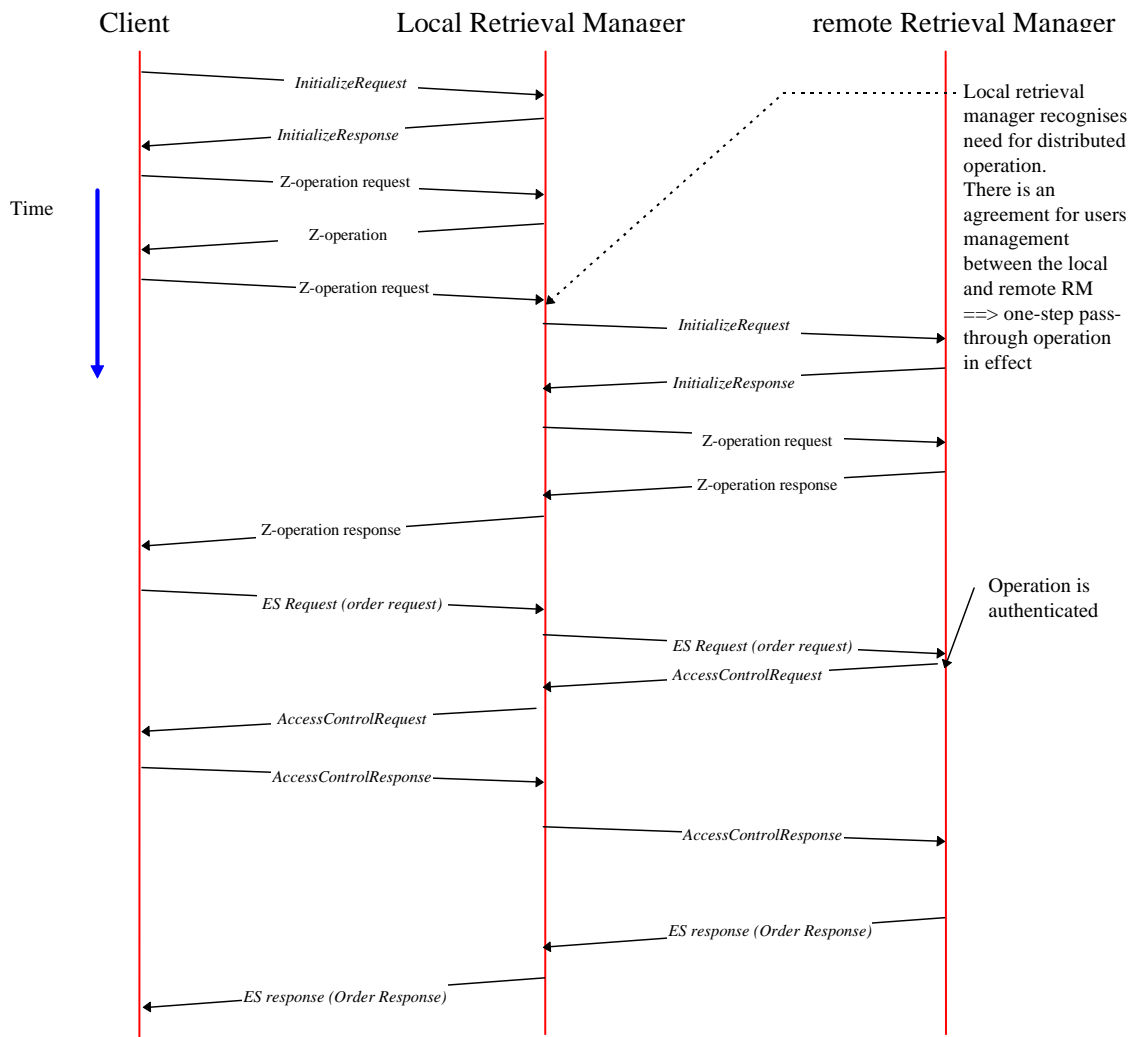 Client
Local Retrieval Manager
remote Retrieval Manager
InitializeRequest
InitializeResponse
Z-operation request
Time
Z-operation
Z-operation request
Local retrieval
manager recognises
need for distributed
operation.
There is an
agreement for users
management
between the local
and remote RM
==> one-step pass-
through operation
in effect
InitializeRequest
InitializeResponse
Z-operation request
Z-operation response
Z-operation response
ES Request (order request)
Operation is
authenticated
ES Request (order request)
AccessControlRequest
AccessControlRequest
AccessControlResponse
AccessControlResponse
ES response (Order Response)
ES response (Order Response)